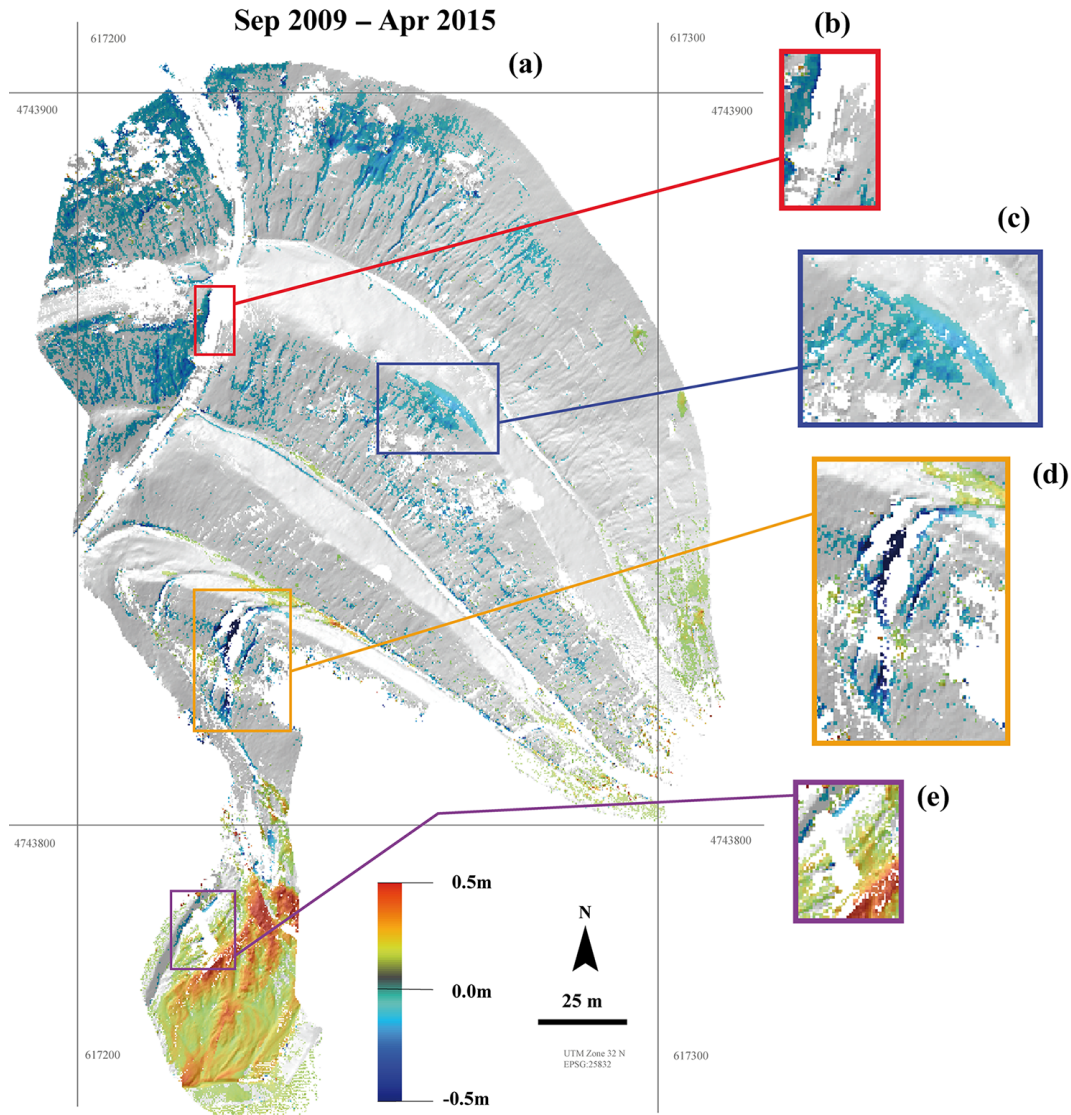 Sep 2009 – Apr 2015
617200
617300
(a)
(b)
4743900
4743900
(c)
(d)
(e)
4743800
4743800
0.5m
0.0m
-0.5m
N
25 m
UTM Zone 32 N
EPSG:25832
617200
617300